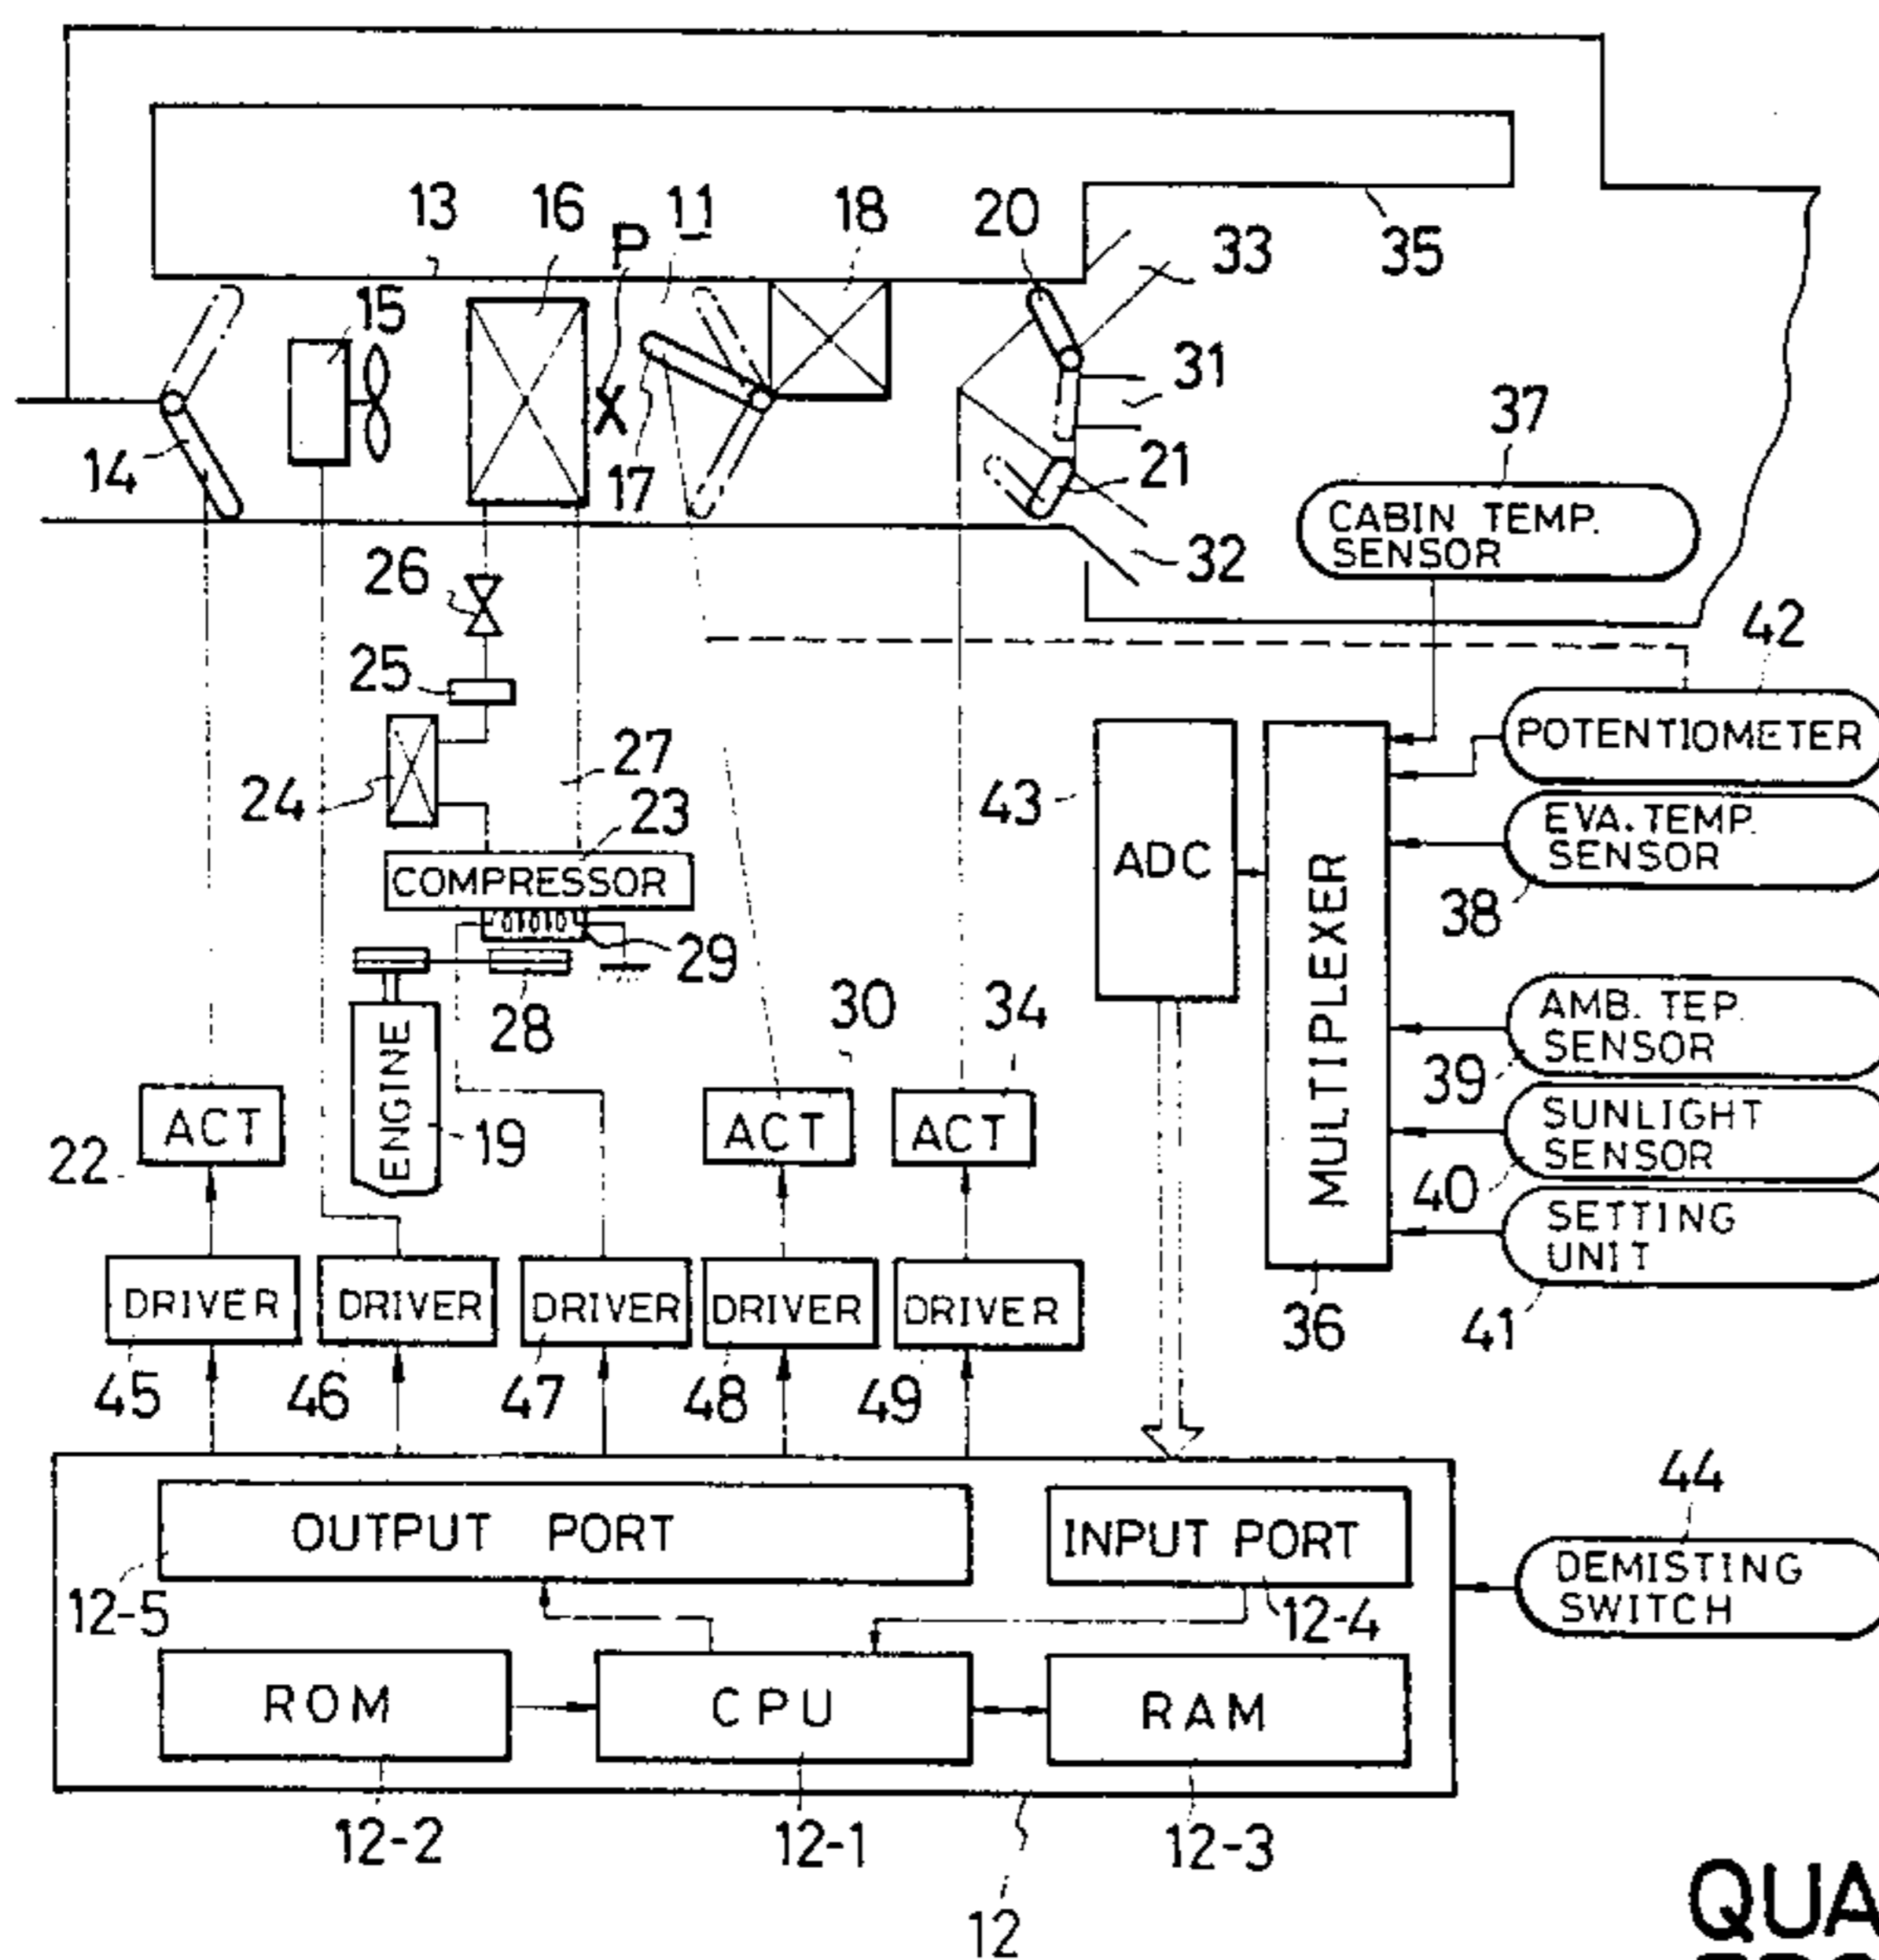 13
16
P
11
18
20
33
35
15
31
37
14
X
17
21
CABIN TEMP.
SENSOR
32
26
42
25
POTENTIOMETER
27
24
43
23
EVA. TEMP.
SENSOR
ADC
COMPRESSOR
38
MULTIPLEXER
29
28
30
34
AMB. TEP.
SENSOR
39
ENGINE
ACT
19
ACT
ACT
SUNLIGHT
SENSOR
22
40
SETTING
UNIT
DRIVER
DRIVER
DRIVER
DRIVER
DRIVER
36
41
45
46
47
48
49
44
OUTPUT PORT
INPUT PORT
DEMISTING
SWITCH
12-5
12-4
ROM
CPU
RAM
12-2
12-1
12-3
12
QUA